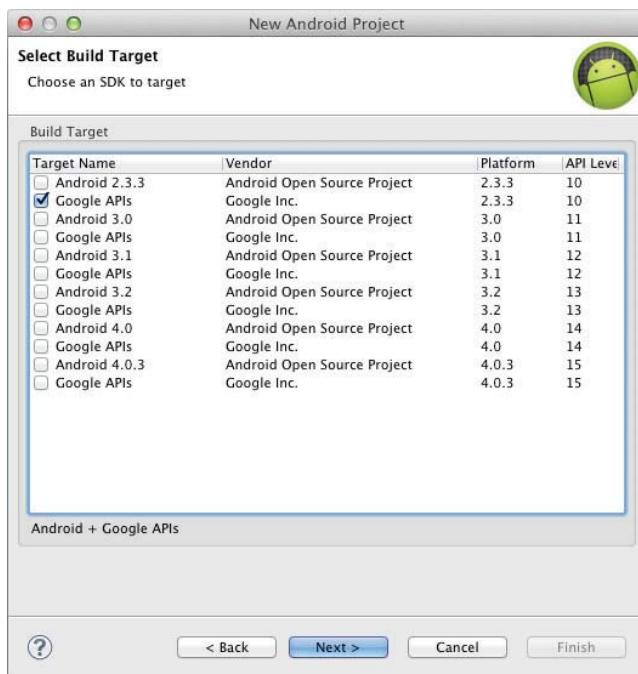 New Android Project
Select Build Target
Choose an SDK to target
Build Target
Target Name Vendor Platform API Leve
Android 2.3.3 Android Open Source Project 2.3.3 10
Google APIs Google Inc. 2.3.3 10
Android 3.0 Android Open Source Project 3.0 11
Google APIs Google Inc. 3.0 11
Android 3.1 Android Open Source Project 3.1 12
Google APIs Google Inc. 3.1 12
Android 3.2 Android Open Source Project 3.2 13
Google APIs Google Inc. 3.2 13
Android 4.0 Android Open Source Project 4.0 14
Google APIs Google Inc. 4.0 14
Android 4.0.3 Android Open Source Project 4.0.3 15
Google APIs Google Inc. 4.0.3 15
Android + Google APIs
? < Back Next > Cancel Finish